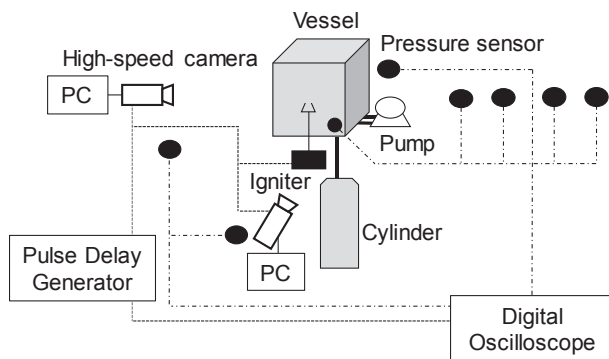 Vessel
High-speed camera
Pressure sensor
PC
Pump
Igniter
Cylinder
Pulse Delay
Generator
PC
Digital
Oscilloscope